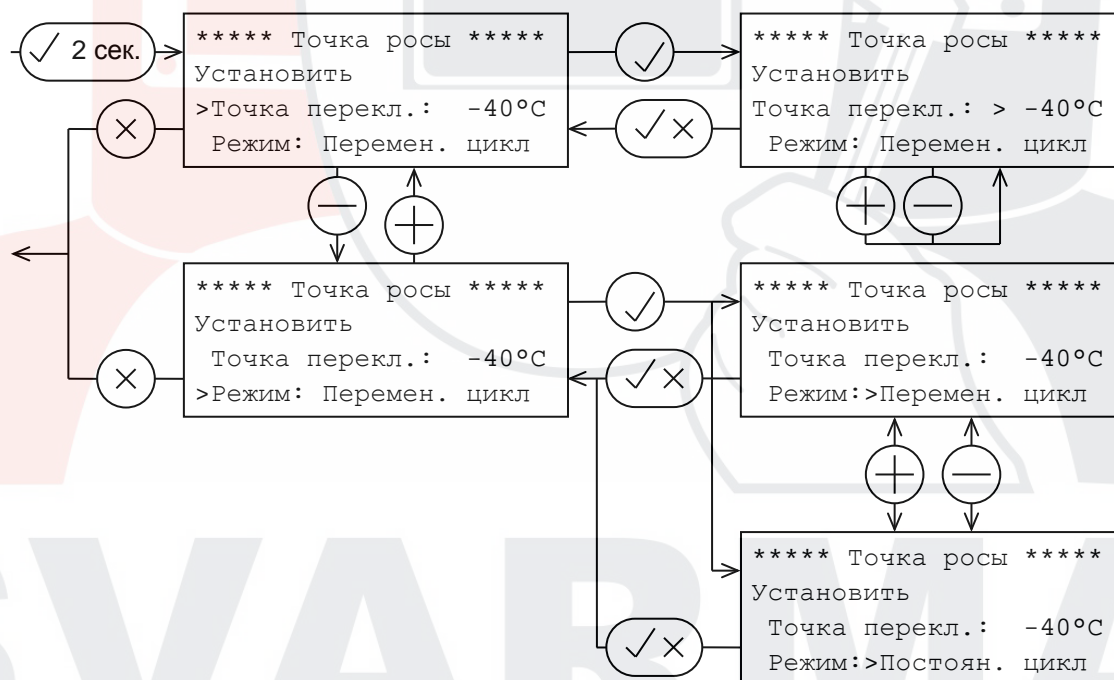 ✓ 2 сек.
***** Точка росы *****
Установить
>Точка перекл.: -40°C
Режим: Перемен. цикл
***** Точка росы *****
Установить
Точка перекл.: > -40°C
Режим: Перемен. цикл
***** Точка росы *****
Установить
Точка перекл.: -40°C
>Режим: Перемен. цикл
***** Точка росы *****
Установить
Точка перекл.: -40°C
Режим:>Перемен. цикл
***** Точка росы *****
Установить
Точка перекл.: -40°C
Режим:>Постоян. цикл